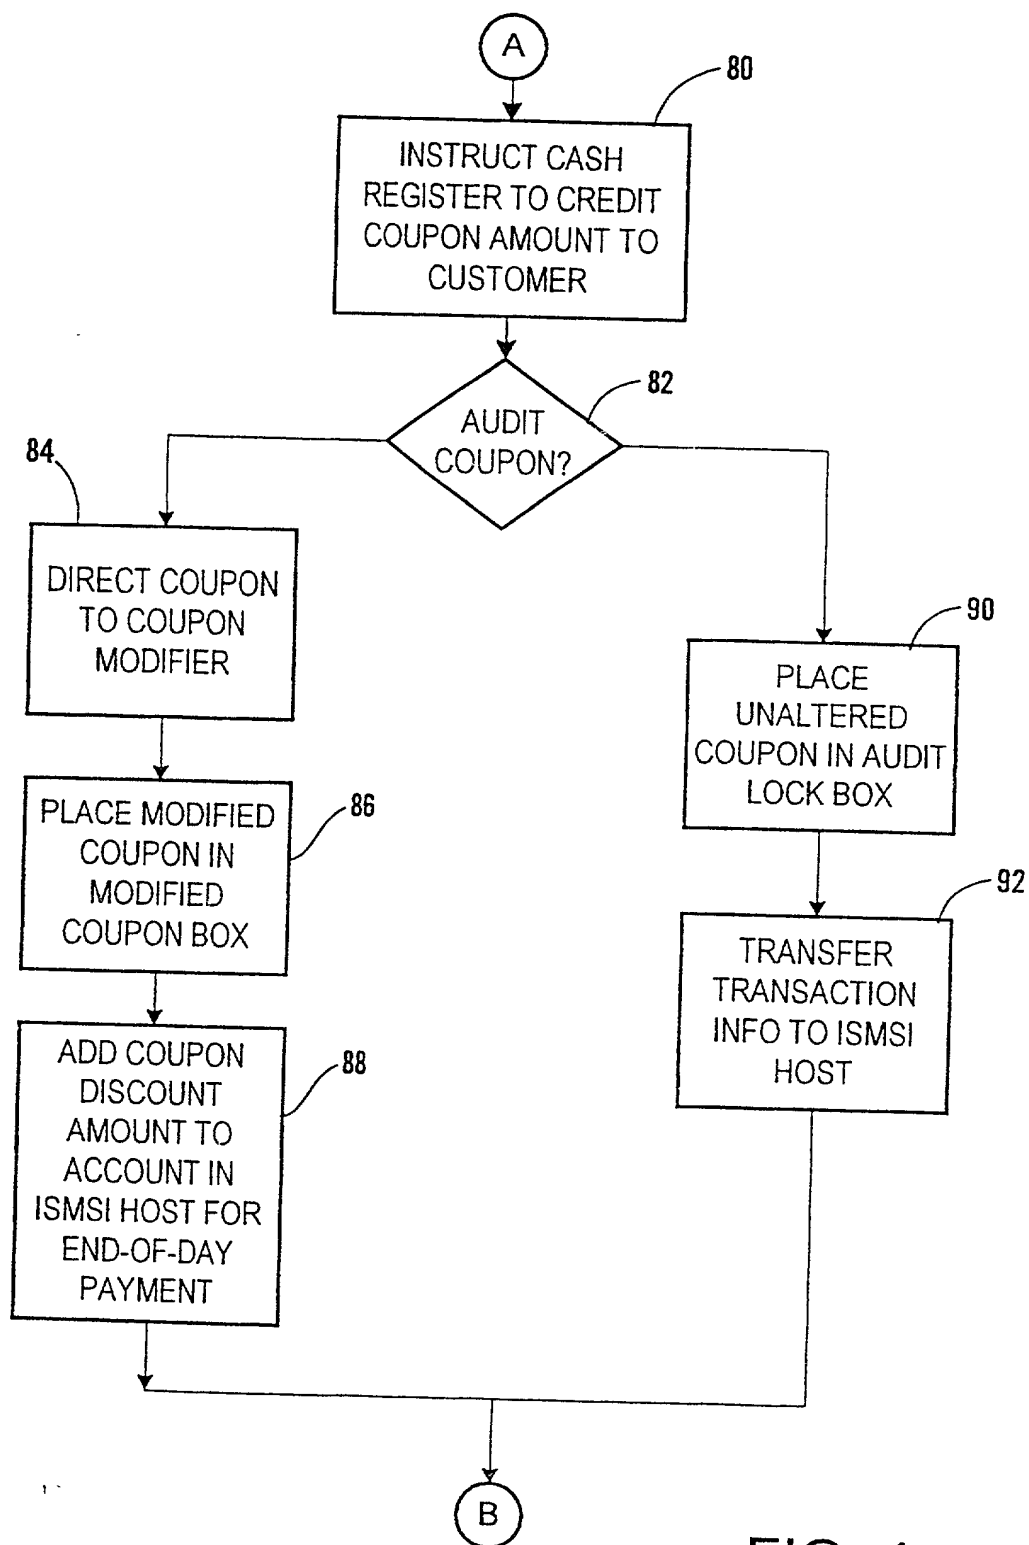 A
80
INSTRUCT CASH
REGISTER TO CREDIT
COUPON AMOUNT TO
CUSTOMER
82
AUDIT
COUPON?
84
DIRECT COUPON
TO COUPON
MODIFIER
90
PLACE
UNALTERED
COUPON IN AUDIT
LOCK BOX
86
PLACE MODIFIED
COUPON IN
MODIFIED
COUPON BOX
92
TRANSFER
TRANSACTION
INFO TO ISMSI
HOST
88
ADD COUPON
DISCOUNT
AMOUNT TO
ACCOUNT IN
ISMSI HOST FOR
END-OF-DAY
PAYMENT
B